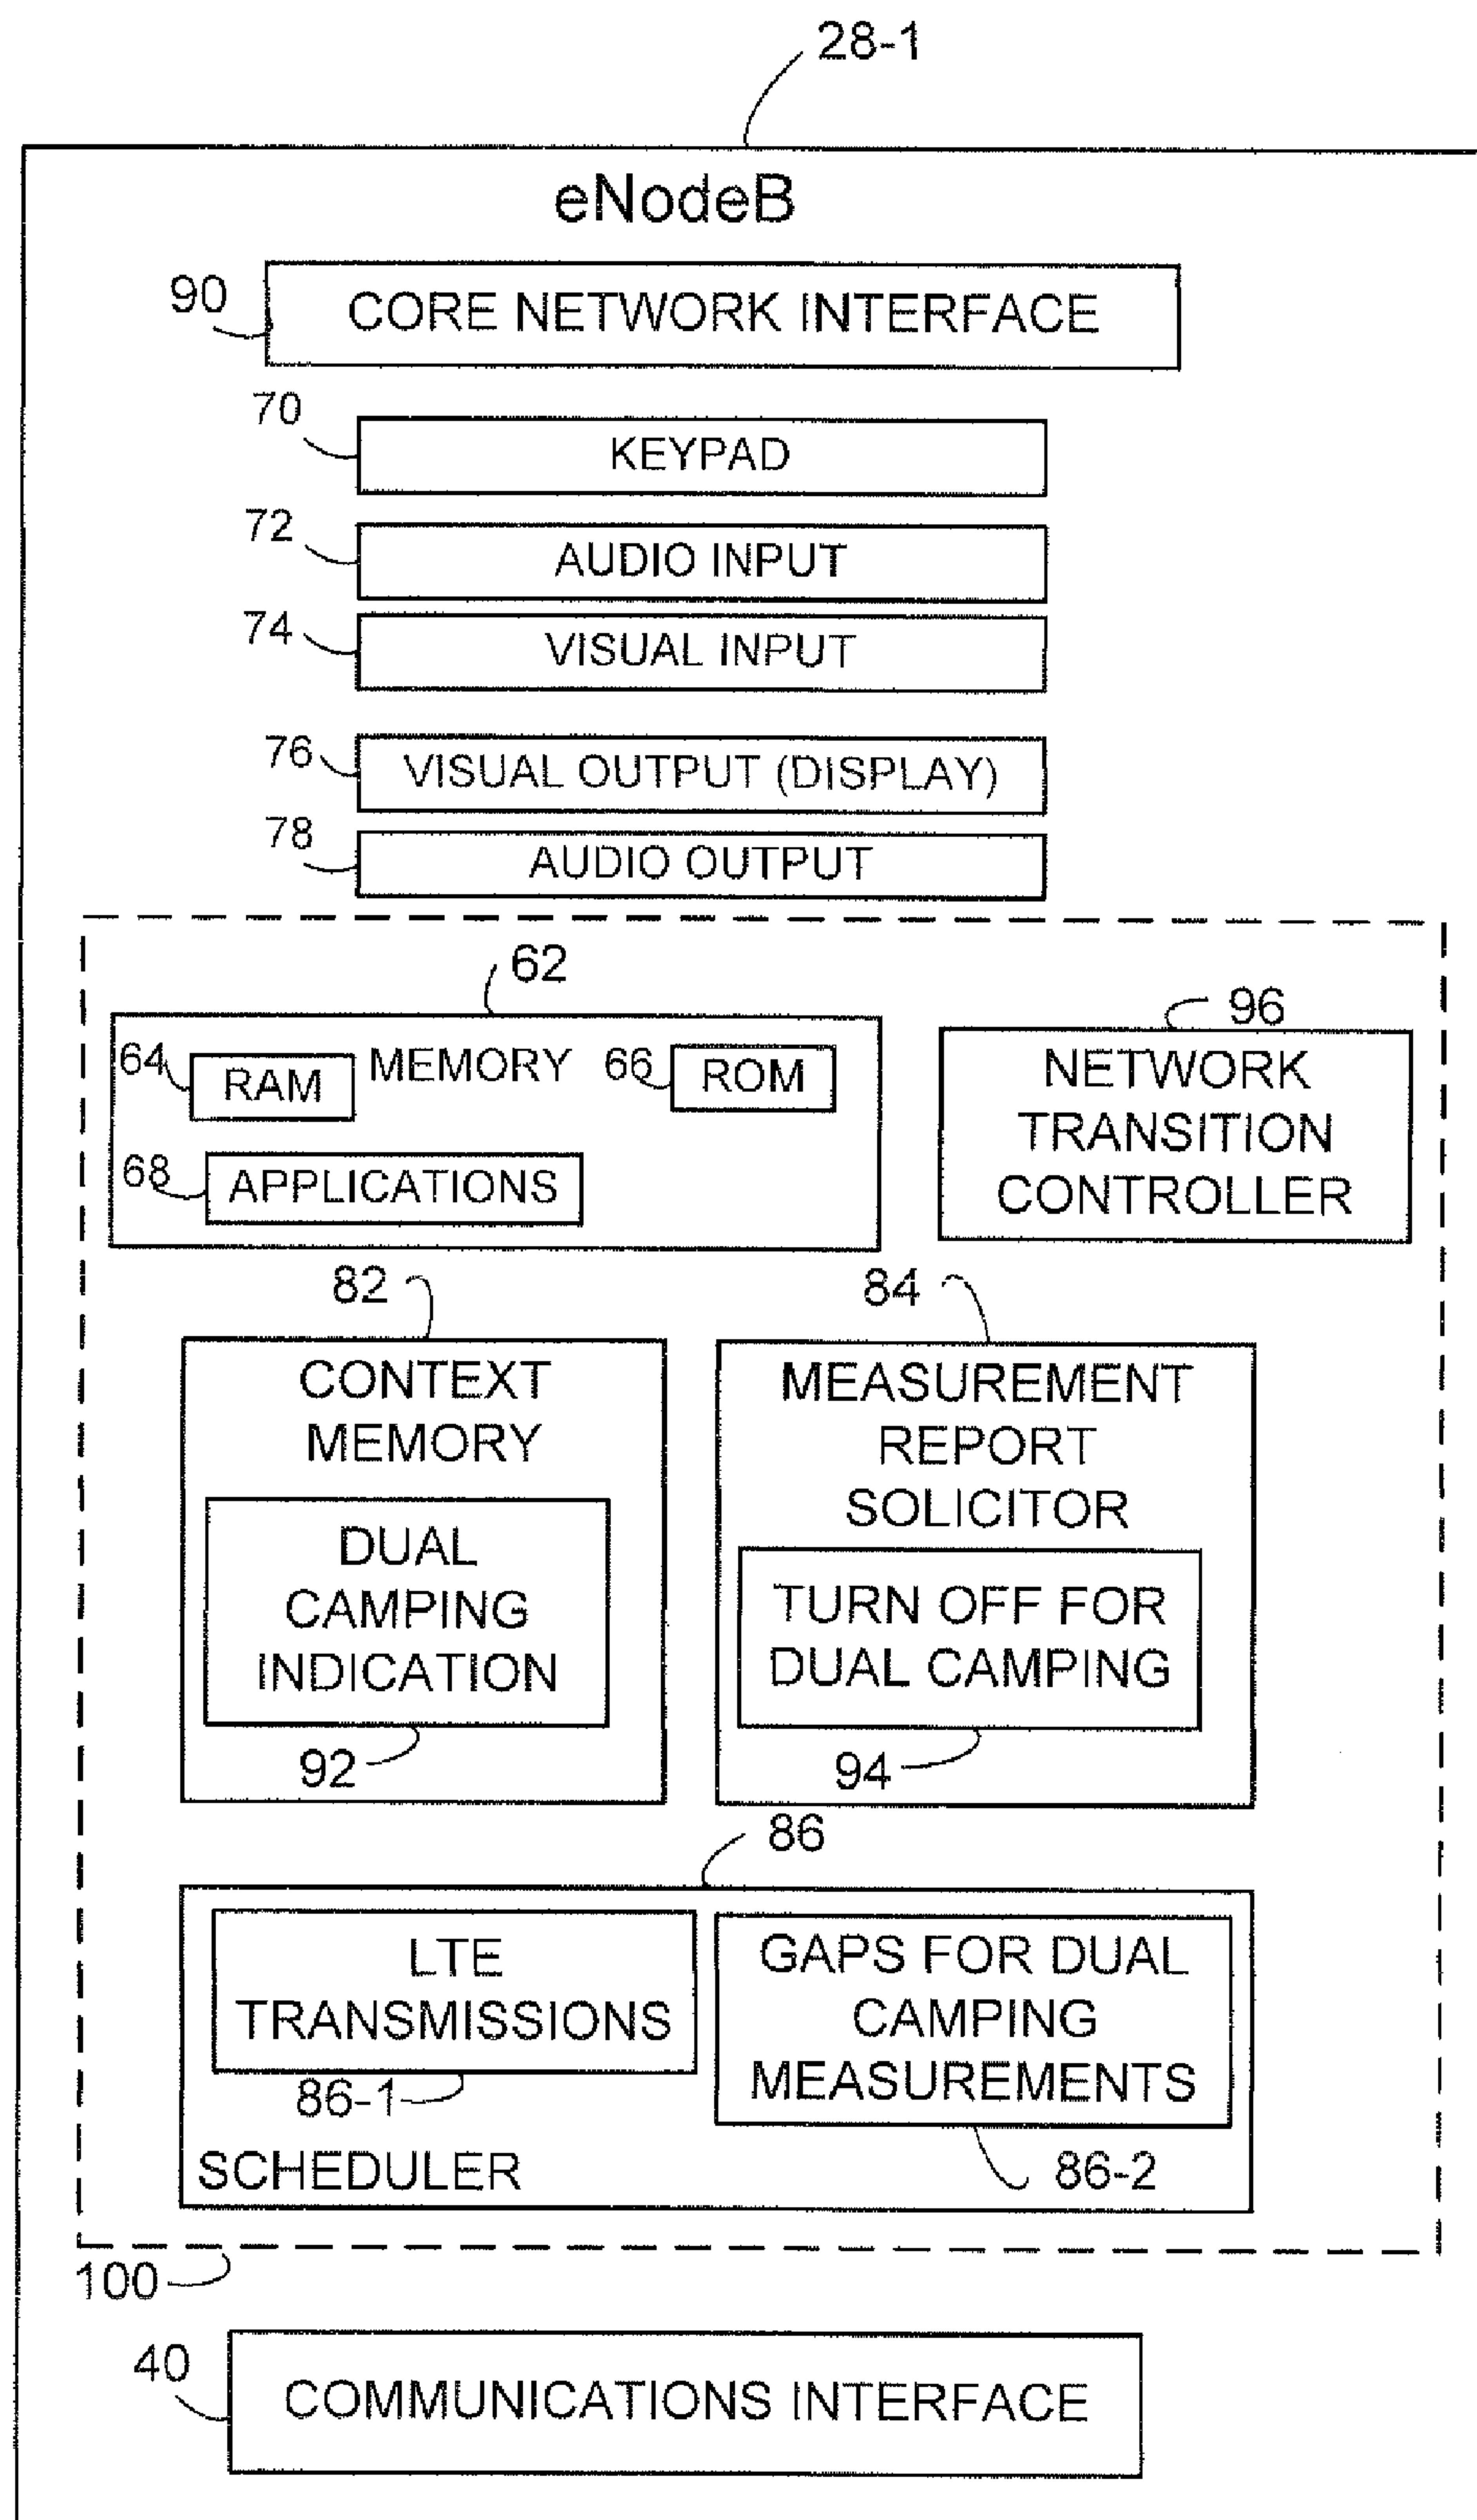 28-1
eNodeB
90
CORE NETWORK INTERFACE
70
KEYPAD
72
AUDIO INPUT
74
VISUAL INPUT
76
VISUAL OUTPUT (DISPLAY)
78
AUDIO OUTPUT
62
96
64
RAM
MEMORY
66
ROM
68
APPLICATIONS
NETWORK
TRANSITION
CONTROLLER
82
84
CONTEXT
MEMORY
DUAL
CAMPING
INDICATION
92
MEASUREMENT
REPORT
SOLICITOR
TURN OFF FOR
DUAL CAMPING
94
86
LTE
TRANSMISSIONS
86-1
GAPS FOR DUAL
CAMPING
MEASUREMENTS
86-2
SCHEDULER
100
40
COMMUNICATIONS INTERFACE